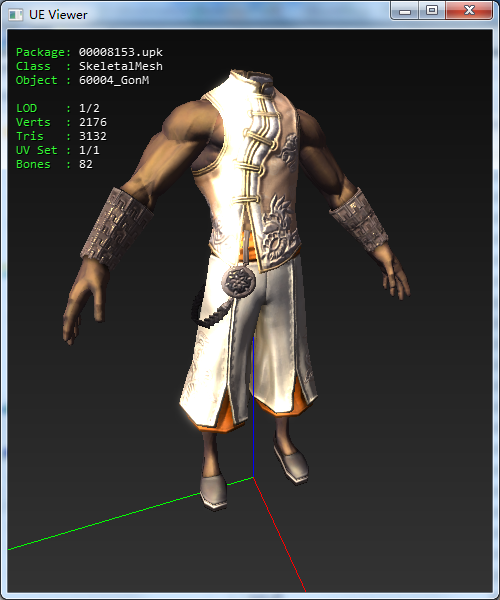 UE Viewer
Package: 00008153.upk
Class : SkeletalMesh
Object : 60004_GonM
LOD : 1/2
Verts : 2176
Tris : 3132
UV Set : 1/1
Bones : 82